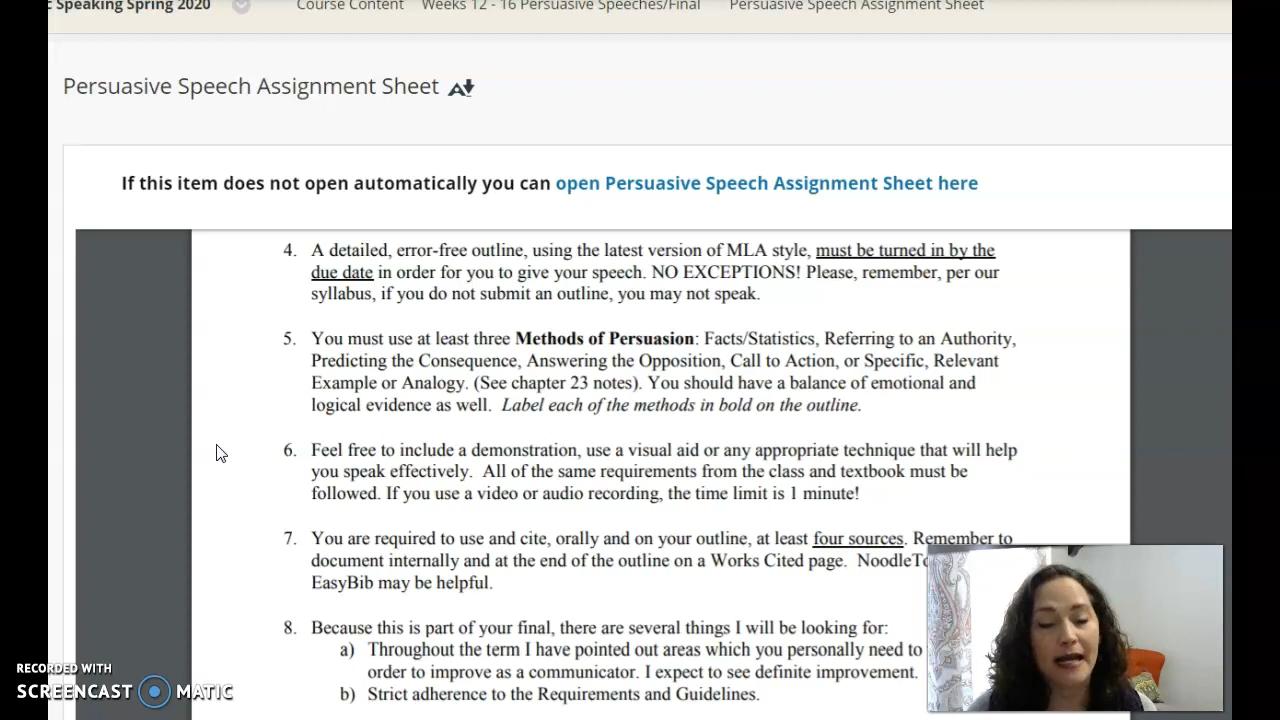 Speaking Spring 2020 Course Content Weeks 12 - 16 Persuasive Speeches/Final Persuasive Speech Assignment Sheet
Persuasive Speech Assignment Sheet
If this item does not open automatically you can open Persuasive Speech Assignment Sheet here
4. A detailed, error-free outline, using the latest version of MLA style, must be turned in by the
due date in order for you to give your speech. NO EXCEPTIONS! Please, remember, per our
syllabus, if you do not submit an outline, you may not speak.
5. You must use at least three Methods of Persuasion: Facts/Statistics, Referring to an Authority,
Predicting the Consequence, Answering the Opposition, Call to Action, or Specific, Relevant
Example or Analogy. (See chapter 23 notes). You should have a balance of emotional and
logical evidence as well. Label each of the methods in bold on the outline.
6. Feel free to include a demonstration, use a visual aid or any appropriate technique that will help
you speak effectively. All of the same requirements from the class and textbook must be
followed. If you use a video or audio recording, the time limit is 1 minute!
7. You are required to use and cite, orally and on your outline, at least four sources. Remember to
document internally and at the end of the outline on a Works Cited page.
EasyBib may be helpful.
8. Because this is part of your final, there are several things I will be looking for:
a) Throughout the term I have pointed out areas which you personally need to
order to improve as a communicator. I expect to see definite improvement.
b) Strict adherence to the Requirements and Guidelines.
RECORDED WITH
SCREENCAST MATIC